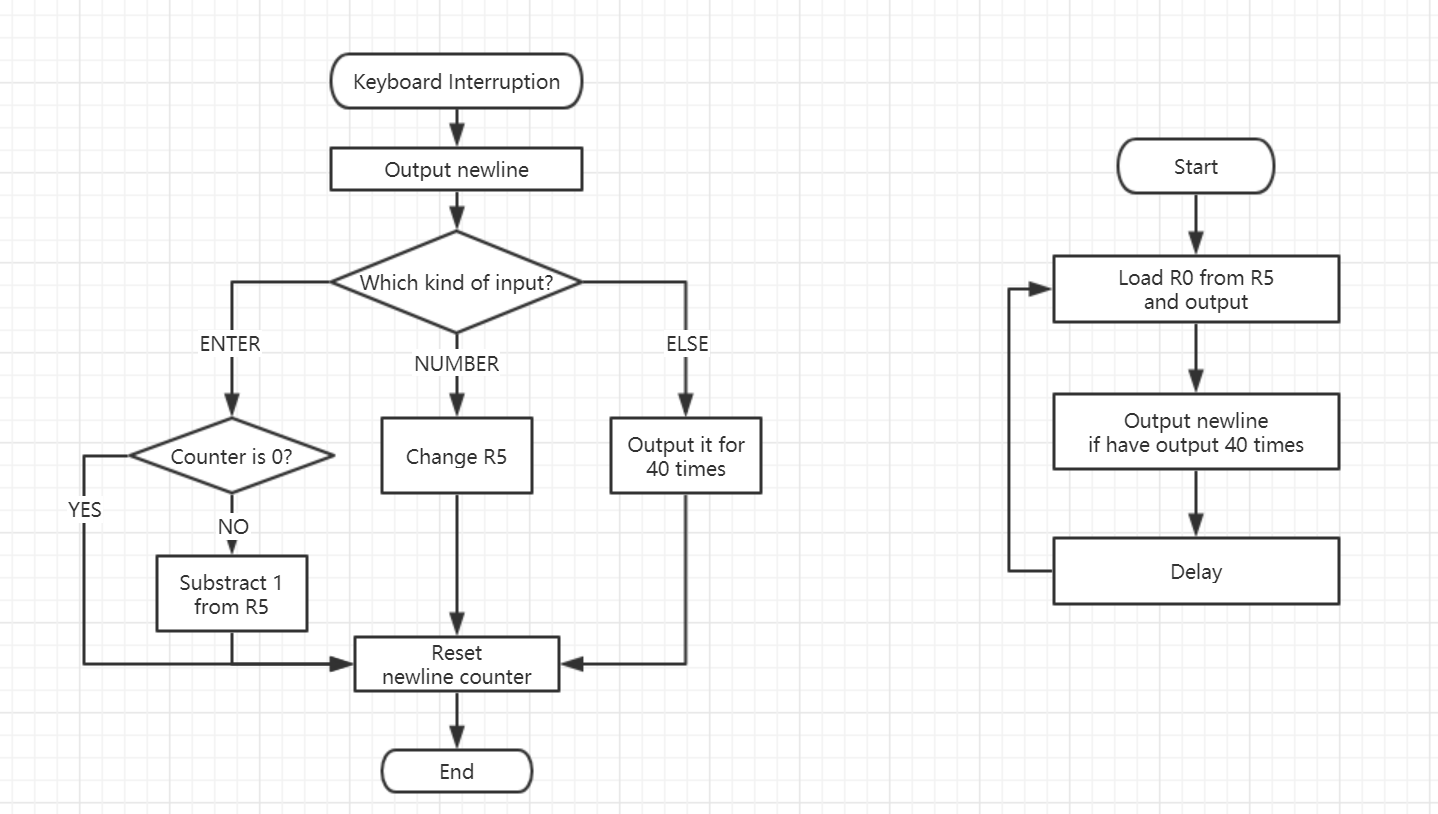 Keyboard Interruption
Output newline
Which kind of input?
ENTER
NUMBER
ELSE
Counter is 0?
Change R5
Output it for
40 times
YES
NO
Substract 1
from R5
Reset
newline counter
End
Start
Load R0 from R5
and output
Output newline
if have output 40 times
Delay